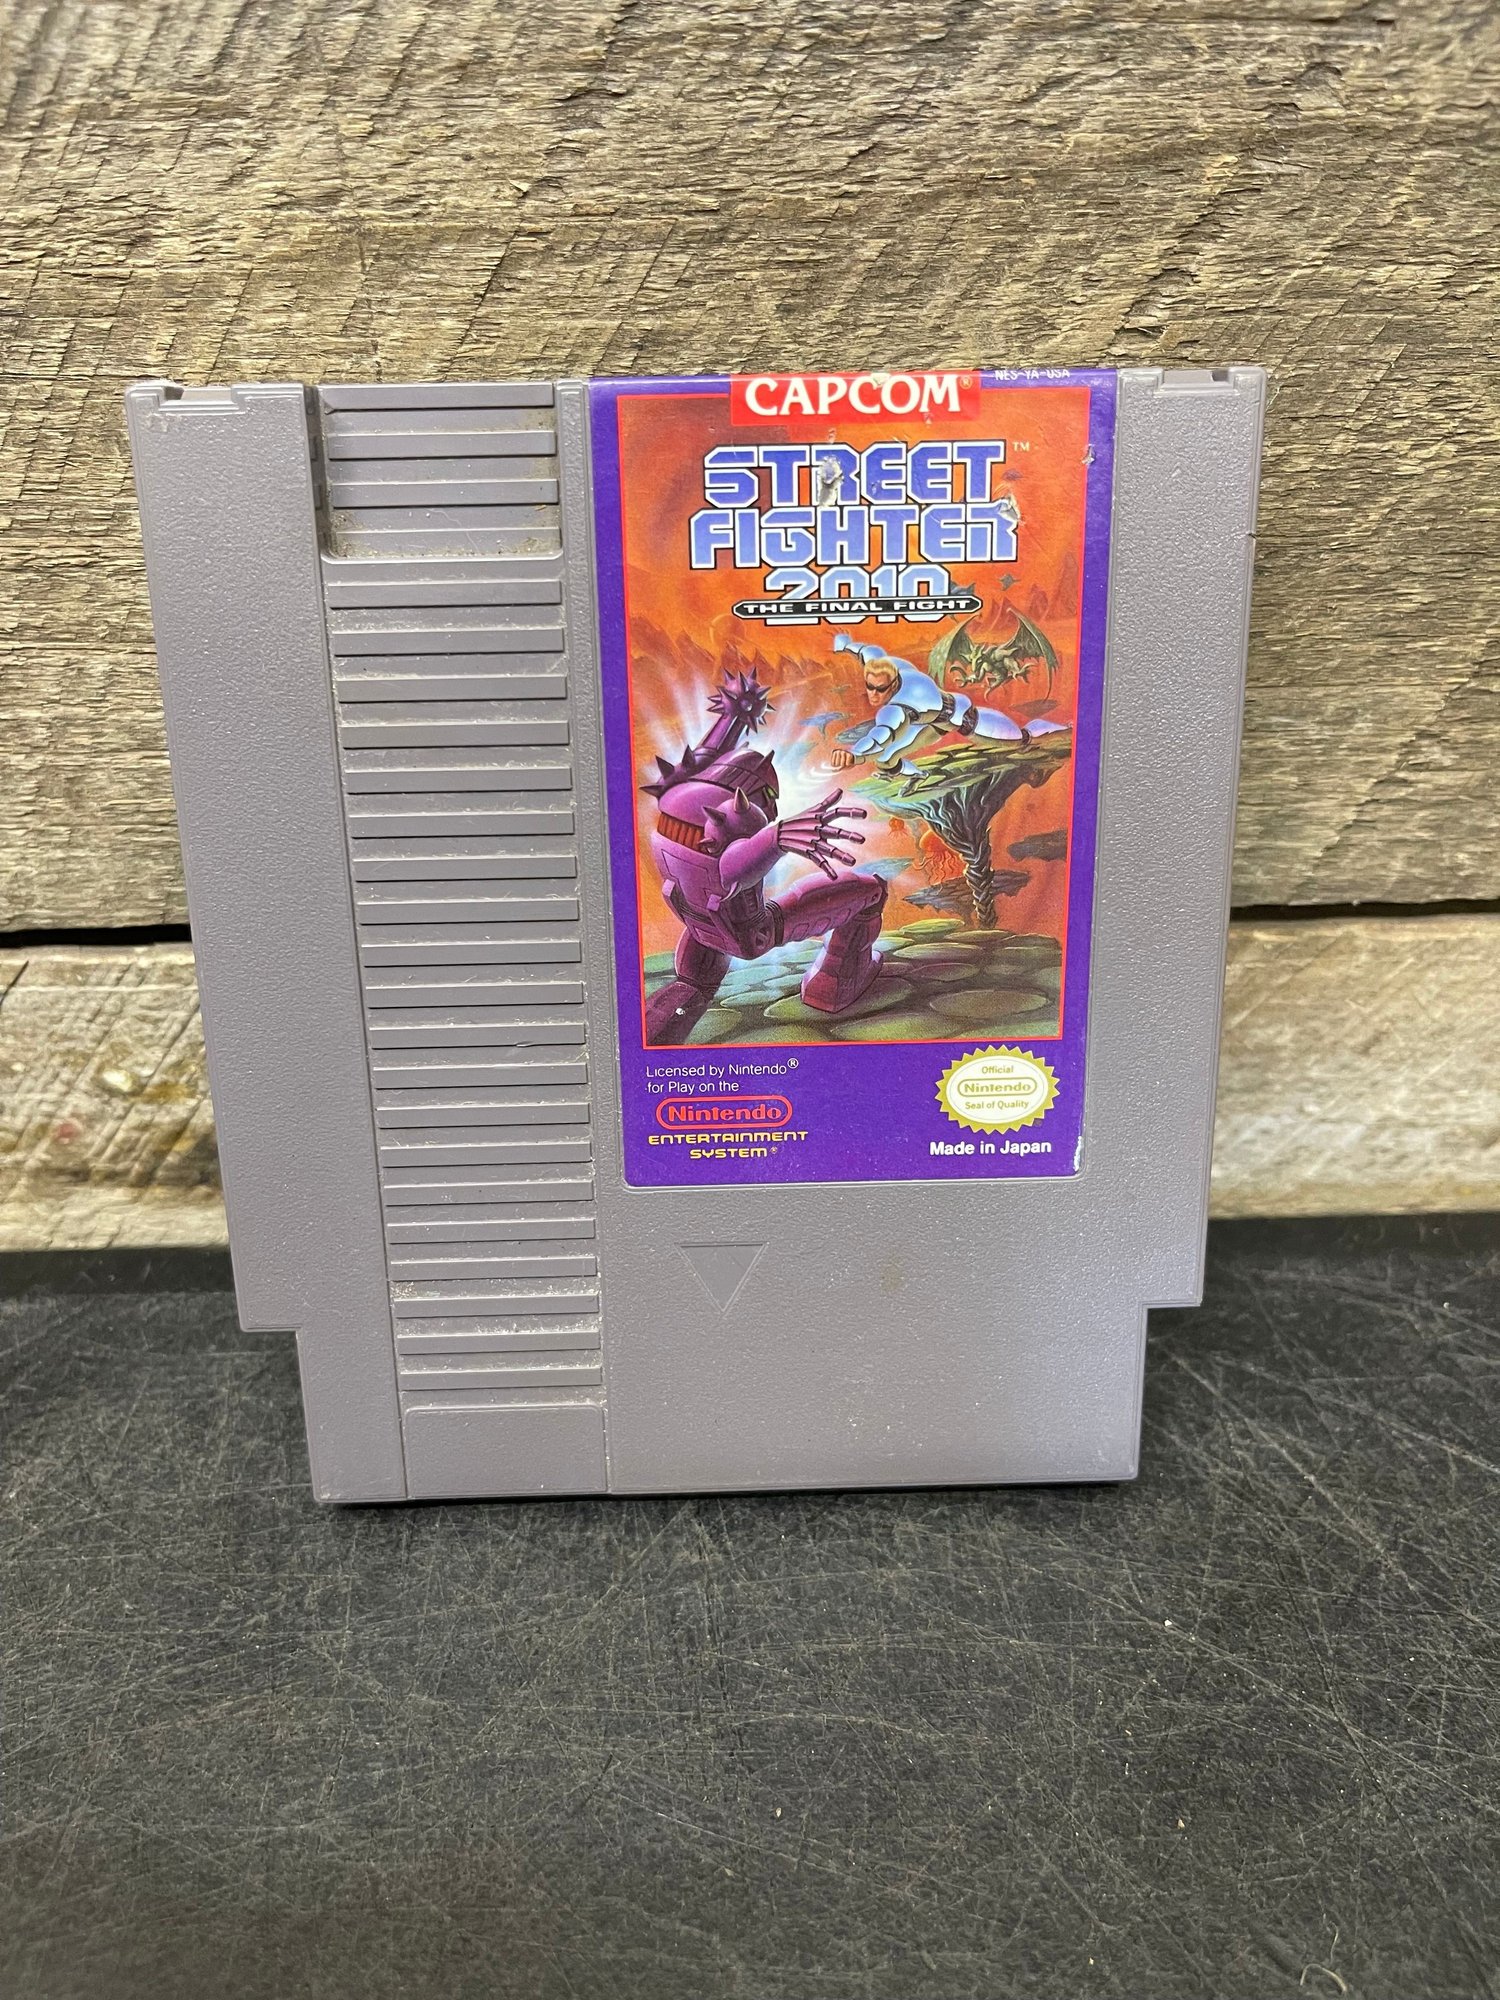 NES-YA-USA
CAPCOM®
STREET™
FIGHTER
2010
THE FINAL FIGHT
Licensed by Nintendo®
for Play on the
Nintendo
ENTERTAINMENT
SYSTEM®
Official
Nintendo
Seal of Quality
Made in Japan